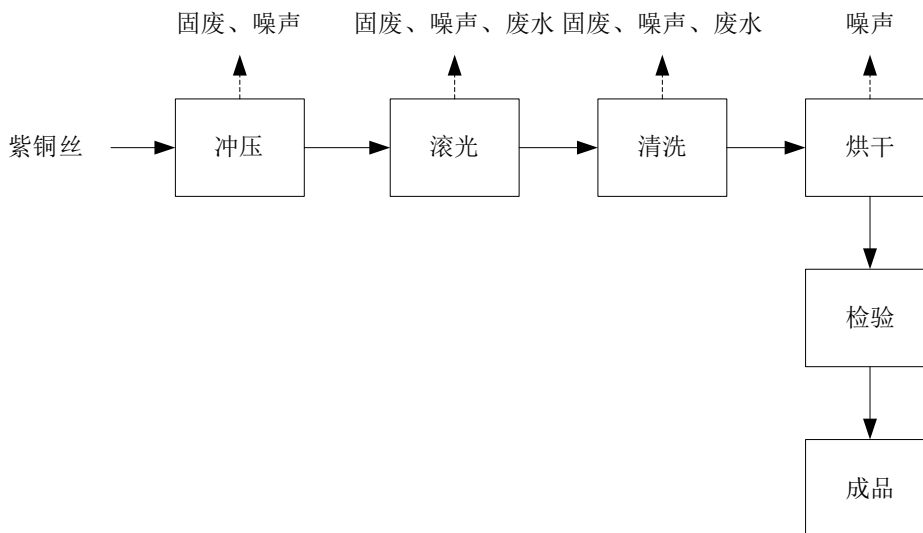 固废、噪声
固废、噪声、废水
固废、噪声、废水
噪声
紫铜丝
冲压
滚光
清洗
烘干
检验
成品